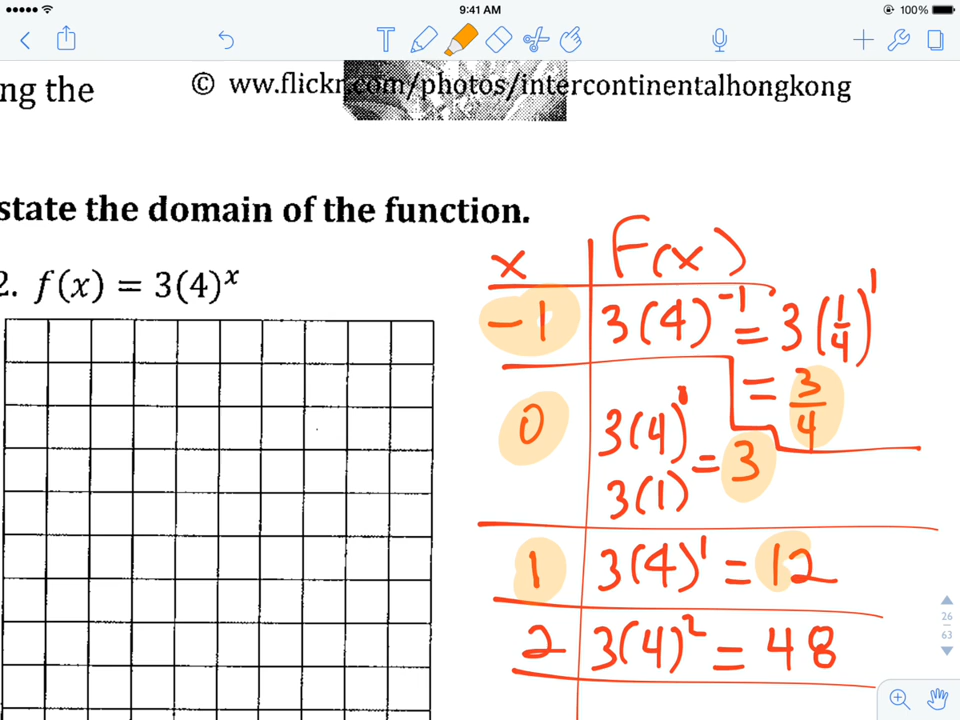 9:41 AM
100%
ng the
© ww.flickr.com/photos/intercontinentalhongkong
state the domain of the function.
2. f(x) = 3(4)ˣ
x F(x)
-1 3(4)⁻¹ = 3(1/4)¹
= 3/4
0 3(4)⁰
3(1) = 3
1 3(4)¹ = 12
2 3(4)² = 48
26
63